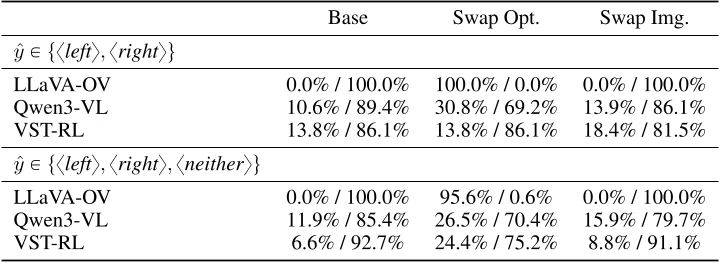 Base Swap Opt. Swap Img.
ŷ ∈ {⟨left⟩, ⟨right⟩}
LLaVA-OV 0.0% / 100.0% 100.0% / 0.0% 0.0% / 100.0%
Qwen3-VL 10.6% / 89.4% 30.8% / 69.2% 13.9% / 86.1%
VST-RL 13.8% / 86.1% 13.8% / 86.1% 18.4% / 81.5%
ŷ ∈ {⟨left⟩, ⟨right⟩, ⟨neither⟩}
LLaVA-OV 0.0% / 100.0% 95.6% / 0.6% 0.0% / 100.0%
Qwen3-VL 11.9% / 85.4% 26.5% / 70.4% 15.9% / 79.7%
VST-RL 6.6% / 92.7% 24.4% / 75.2% 8.8% / 91.1%